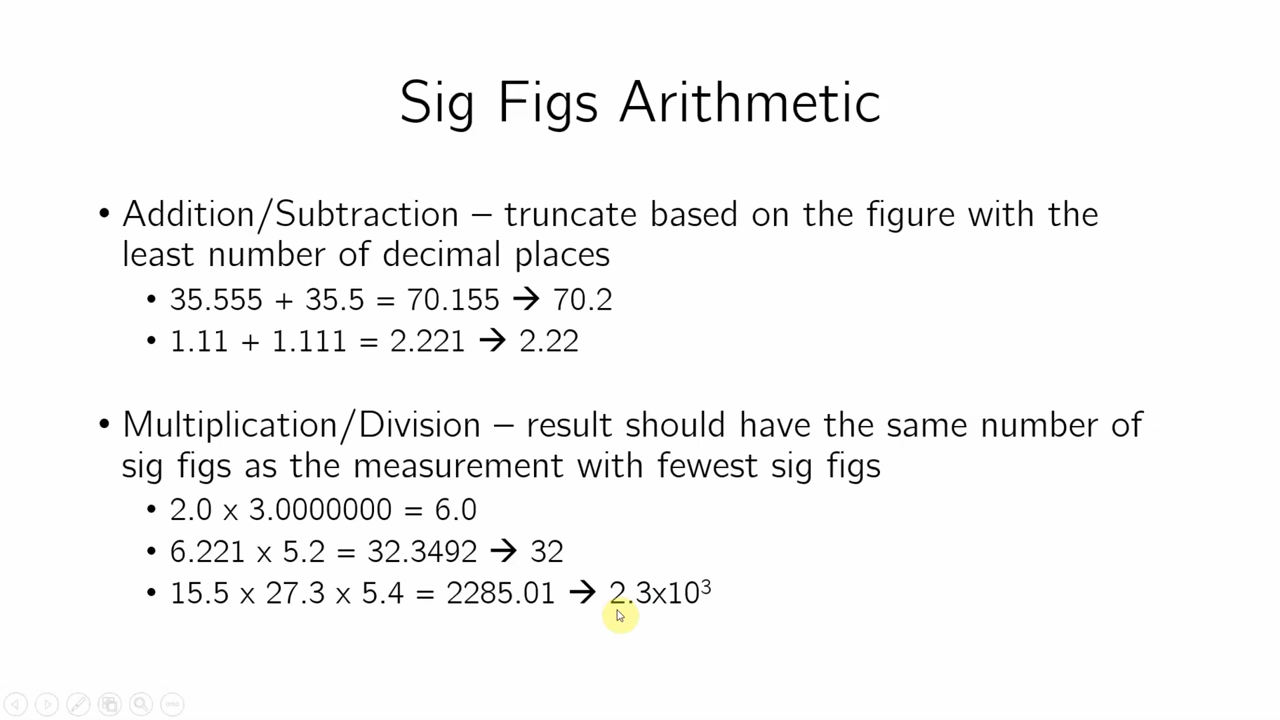 Sig Figs Arithmetic
• Addition/Subtraction – truncate based on the figure with the
least number of decimal places
• 35.555 + 35.5 = 70.155 → 70.2
• 1.11 + 1.111 = 2.221 → 2.22
• Multiplication/Division – result should have the same number of
sig figs as the measurement with fewest sig figs
• 2.0 x 3.0000000 = 6.0
• 6.221 x 5.2 = 32.3492 → 32
• 15.5 x 27.3 x 5.4 = 2285.01 → 2.3x10³